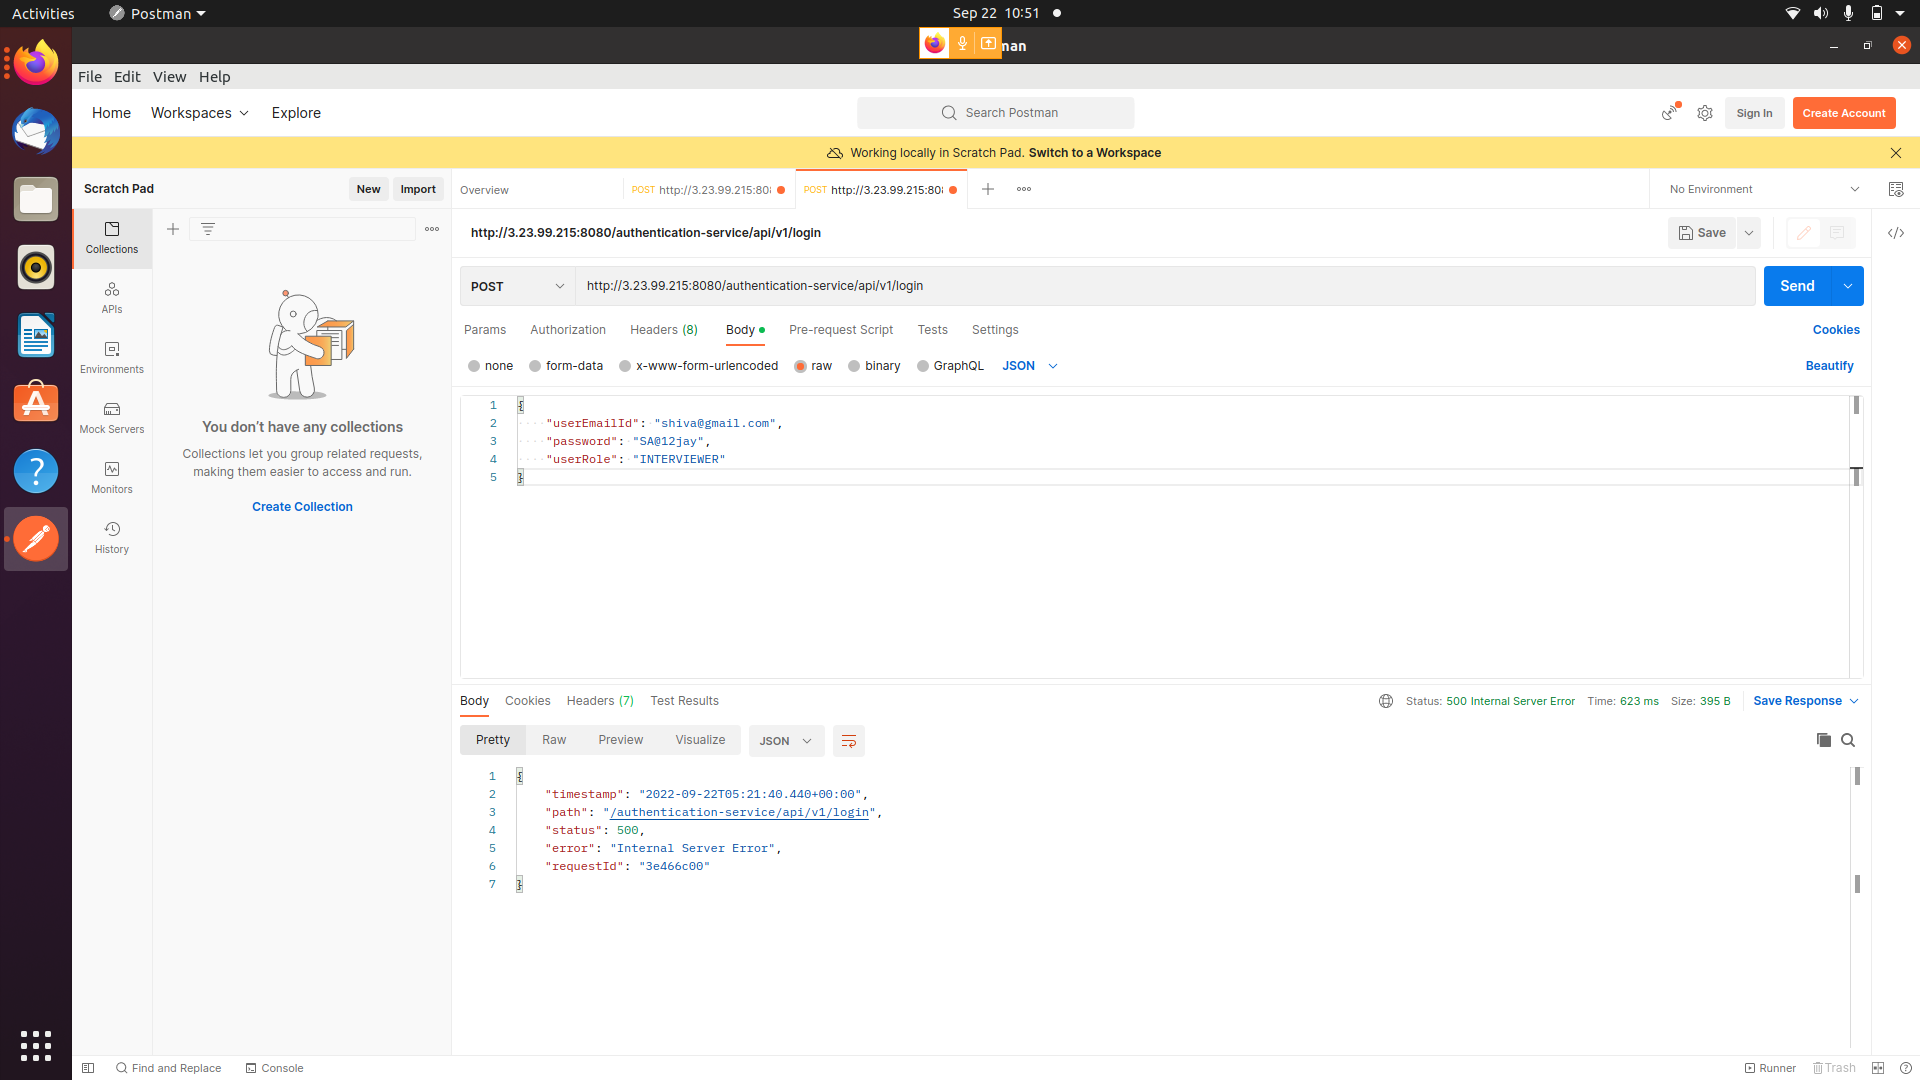 Activities
Postman
Sep 22 10:51
man
File Edit View Help
Home Workspaces Explore
Search Postman
Sign In
Create Account
Working locally in Scratch Pad. Switch to a Workspace
Scratch Pad
New
Import
Overview
POST http://3.23.99.215:80
POST http://3.23.99.215:80
No Environment
Collections
APIs
Environments
Mock Servers
Monitors
History
You don't have any collections
Collections let you group related requests,
making them easier to access and run.
Create Collection
http://3.23.99.215:8080/authentication-service/api/v1/login
Save
POST
http://3.23.99.215:8080/authentication-service/api/v1/login
Send
Params Authorization Headers (8) Body Pre-request Script Tests Settings
Cookies
none form-data x-www-form-urlencoded raw binary GraphQL JSON
Beautify
1 {
2 "userEmailId": "shiva@gmail.com",
3 "password": "SA@12jay",
4 "userRole": "INTERVIEWER"
5 }
Body Cookies Headers (7) Test Results
Status: 500 Internal Server Error Time: 623 ms Size: 395 B
Save Response
Pretty Raw Preview Visualize
JSON
1 {
2 "timestamp": "2022-09-22T05:21:40.440+00:00",
3 "path": "/authentication-service/api/v1/login",
4 "status": 500,
5 "error": "Internal Server Error",
6 "requestId": "3e466c00"
7 }
Find and Replace
Console
Runner
Trash